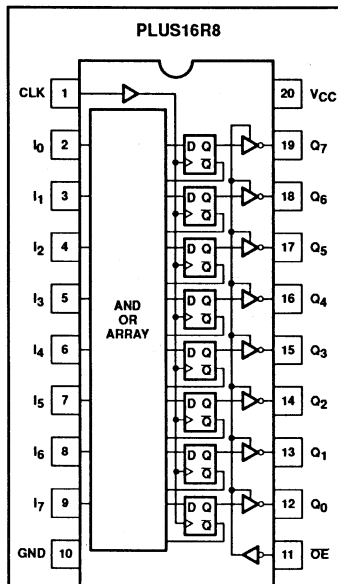 PLUS16R8
CLK 1 20 VCC
I0 2 D Q Q̅ 19 Q7
I1 3 D Q Q̅ 18 Q6
I2 4 D Q Q̅ 17 Q5
I3 5 D Q Q̅ 16 Q4
AND
OR
ARRAY
I4 6 D Q Q̅ 15 Q3
I5 7 D Q Q̅ 14 Q2
I6 8 D Q Q̅ 13 Q1
I7 9 D Q Q̅ 12 Q0
GND 10 11 O̅E̅